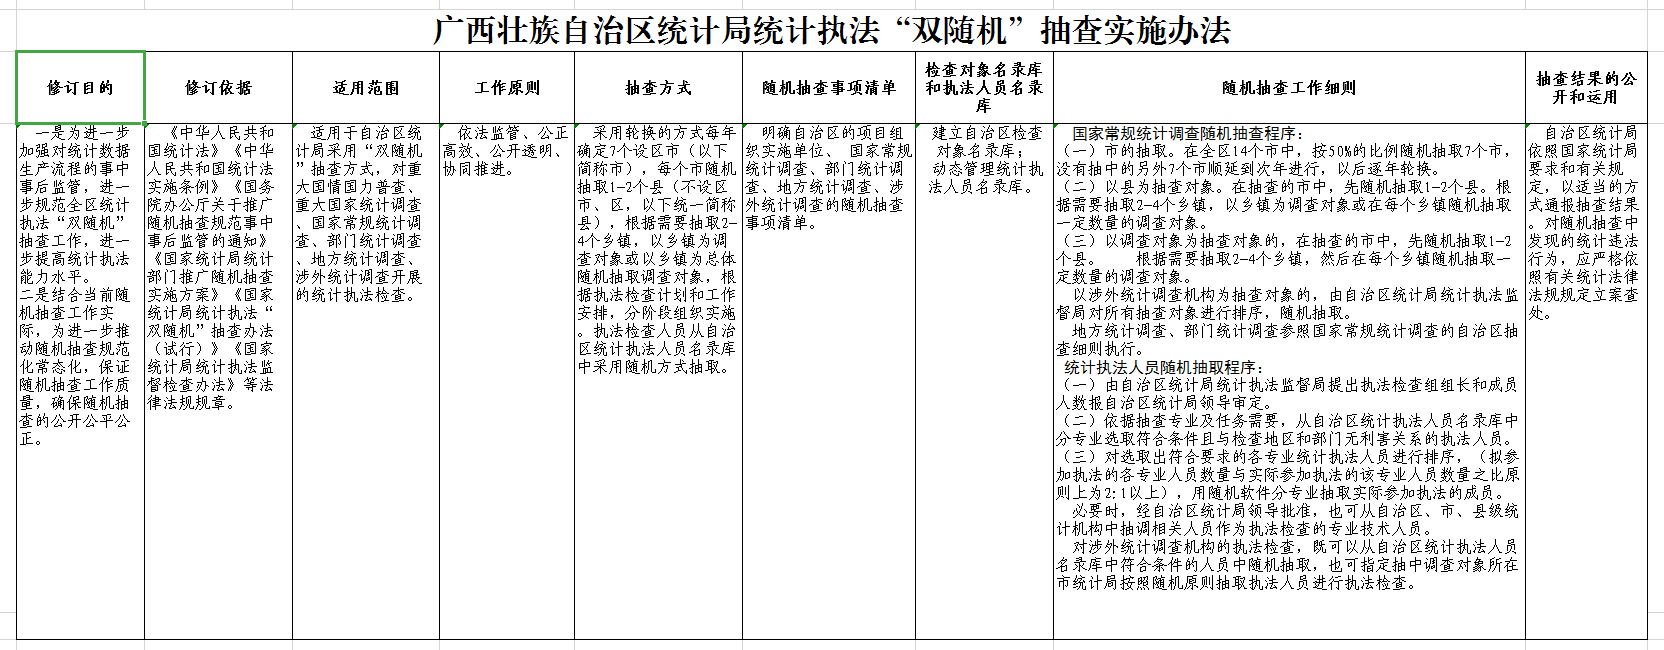 广西壮族自治区统计局统计执法“双随机”抽查实施办法
修订目的
修订依据
适用范围
工作原则
抽查方式
随机抽查事项清单
检查对象名录库
和执法人员名录
库
随机抽查工作细则
抽查结果的公
开和运用
一是为进一步
加强对统计数据
生产流程的事中
事后监管，进一
步规范全区统计
执法“双随机”
抽查工作，进一
步提高统计执法
能力水平。
二是结合当前随
机抽查工作实
际，为进一步推
动随机抽查规范
化常态化，保证
随机抽查工作质
量，确保随机抽
查的公开公平公
正。
《中华人民共和
国统计法》《中华
人民共和国统计法
实施条例》《国务
院办公厅关于推广
随机抽查规范事中
事后监管的通知》
《国家统计局统计
部门推广随机抽查
实施方案》《国家
统计局统计执法“
双随机”抽查办法
（试行）》《国家
统计局统计执法监
督检查办法》等法
律法规规章。
适用于自治区统
计局采用“双随机
”抽查方式，对重
大国情国力普查、
重大国家统计调查
、国家常规统计调
查、部门统计调查
、地方统计调查、
涉外统计调查开展
的统计执法检查。
依法监管、公正
高效、公开透明、
协同推进。
采用轮换的方式每年
确定7个设区市（以下
简称市），每个市随机
抽取1-2个县（不设区
市、区，以下统一简称
县），根据需要抽取2-
4个乡镇，以乡镇为调
查对象或以乡镇为总体
随机抽取调查对象，根
据执法检查计划和工作
安排，分阶段组织实施
。执法检查人员从自治
区统计执法人员名录库
中采用随机方式抽取。
明确自治区的项目组
织实施单位、 国家常规
统计调查、部门统计调
查、地方统计调查、涉
外统计调查的随机抽查
事项清单。
建立自治区检查
对象名录库；
动态管理统计执
法人员名录库。
国家常规统计调查随机抽查程序：
（一）市的抽取。在全区14个市中，按50%的比例随机抽取7个市，
没有抽中的另外7个市顺延到次年进行，以后逐年轮换。
（二）以县为抽查对象。在抽查的市中，先随机抽取1-2个县。根
据需要抽取2-4个乡镇，以乡镇为调查对象或在每个乡镇随机抽取
一定数量的调查对象。
（三）以调查对象为抽查对象的，在抽查的市中，先随机抽取1-2
个县。 根据需要抽取2-4个乡镇，然后在每个乡镇随机抽取一
定数量的调查对象。
以涉外统计调查机构为抽查对象的，由自治区统计局统计执法监
督局对所有抽查对象进行排序，随机抽取。
地方统计调查、部门统计调查参照国家常规统计调查的自治区抽
查细则执行。
统计执法人员随机抽取程序：
（一）由自治区统计局统计执法监督局提出执法检查组组长和成员
人数报自治区统计局领导审定。
（二）依据抽查专业及任务需要，从自治区统计执法人员名录库中
分专业选取符合条件且与检查地区和部门无利害关系的执法人员。
（三）对选取出符合要求的各专业统计执法人员进行排序，（拟参
加执法的各专业人员数量与实际参加执法的该专业人员数量之比原
则上为2:1以上），用随机软件分专业抽取实际参加执法的成员。
必要时，经自治区统计局领导批准，也可从自治区、市、县级统
计机构中抽调相关人员作为执法检查的专业技术人员。
对涉外统计调查机构的执法检查，既可以从自治区统计执法人员
名录库中符合条件的人员中随机抽取，也可指定抽中调查对象所在
市统计局按照随机原则抽取执法人员进行执法检查。
自治区统计局
依照国家统计局
要求和有关规
定，以适当的方
式通报抽查结果
。对随机抽查中
发现的统计违法
行为，应严格依
照有关统计法律
法规规定立案查
处。